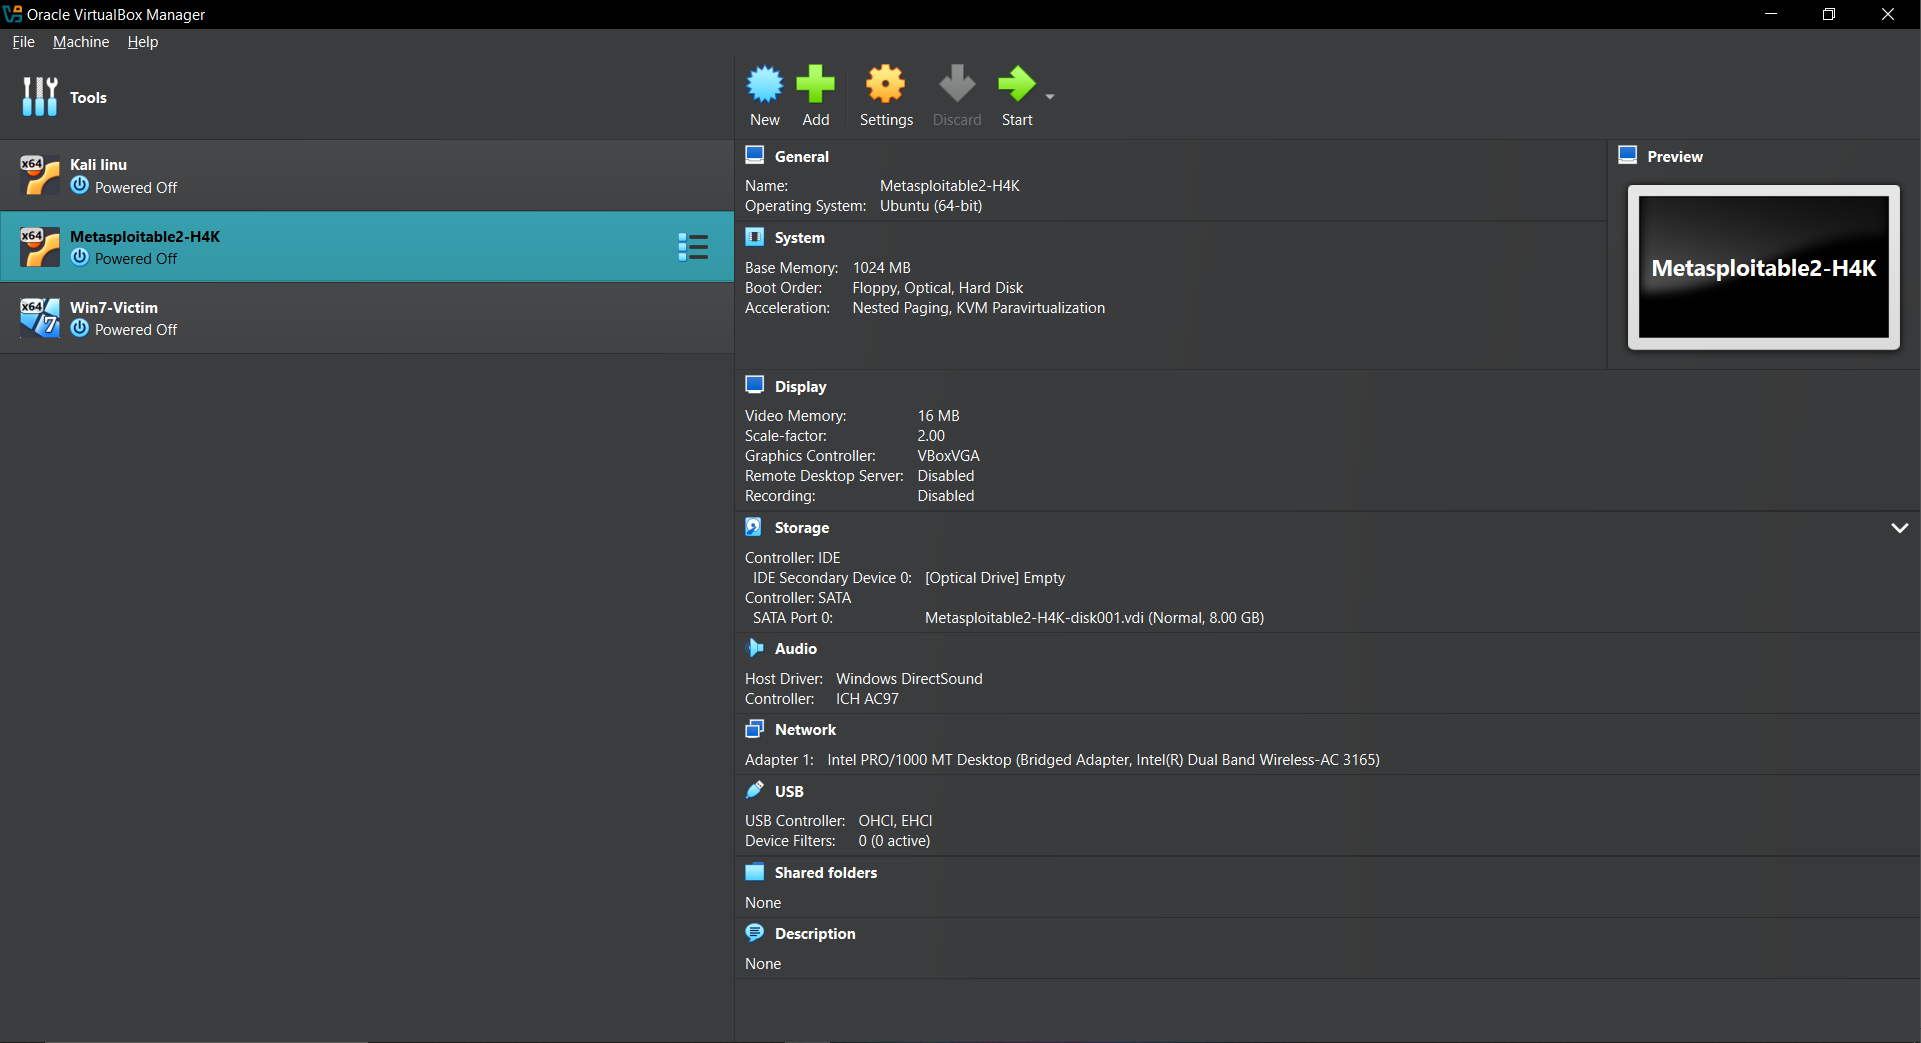 Oracle VirtualBox Manager
File Machine Help
Tools
New Add Settings Discard Start
x64 Kali linu
Powered Off
x64 Metasploitable2-H4K
Powered Off
x64 7 Win7-Victim
Powered Off
General
Name: Metasploitable2-H4K
Operating System: Ubuntu (64-bit)
Preview
Metasploitable2-H4K
System
Base Memory: 1024 MB
Boot Order: Floppy, Optical, Hard Disk
Acceleration: Nested Paging, KVM Paravirtualization
Display
Video Memory: 16 MB
Scale-factor: 2.00
Graphics Controller: VBoxVGA
Remote Desktop Server: Disabled
Recording: Disabled
Storage
Controller: IDE
IDE Secondary Device 0: [Optical Drive] Empty
Controller: SATA
SATA Port 0: Metasploitable2-H4K-disk001.vdi (Normal, 8.00 GB)
Audio
Host Driver: Windows DirectSound
Controller: ICH AC97
Network
Adapter 1: Intel PRO/1000 MT Desktop (Bridged Adapter, Intel(R) Dual Band Wireless-AC 3165)
USB
USB Controller: OHCI, EHCI
Device Filters: 0 (0 active)
Shared folders
None
Description
None